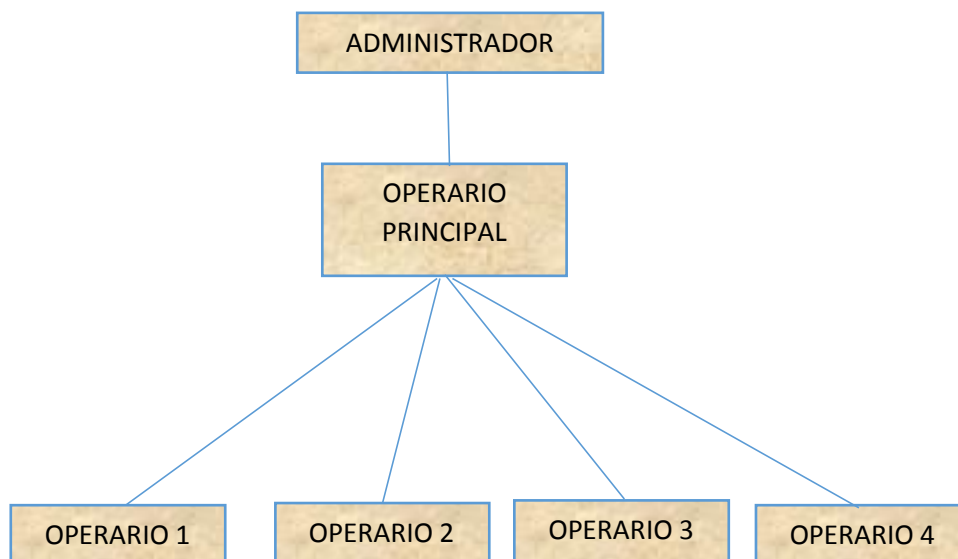 ADMINISTRADOR
OPERARIO
PRINCIPAL
OPERARIO 1
OPERARIO 2
OPERARIO 3
OPERARIO 4